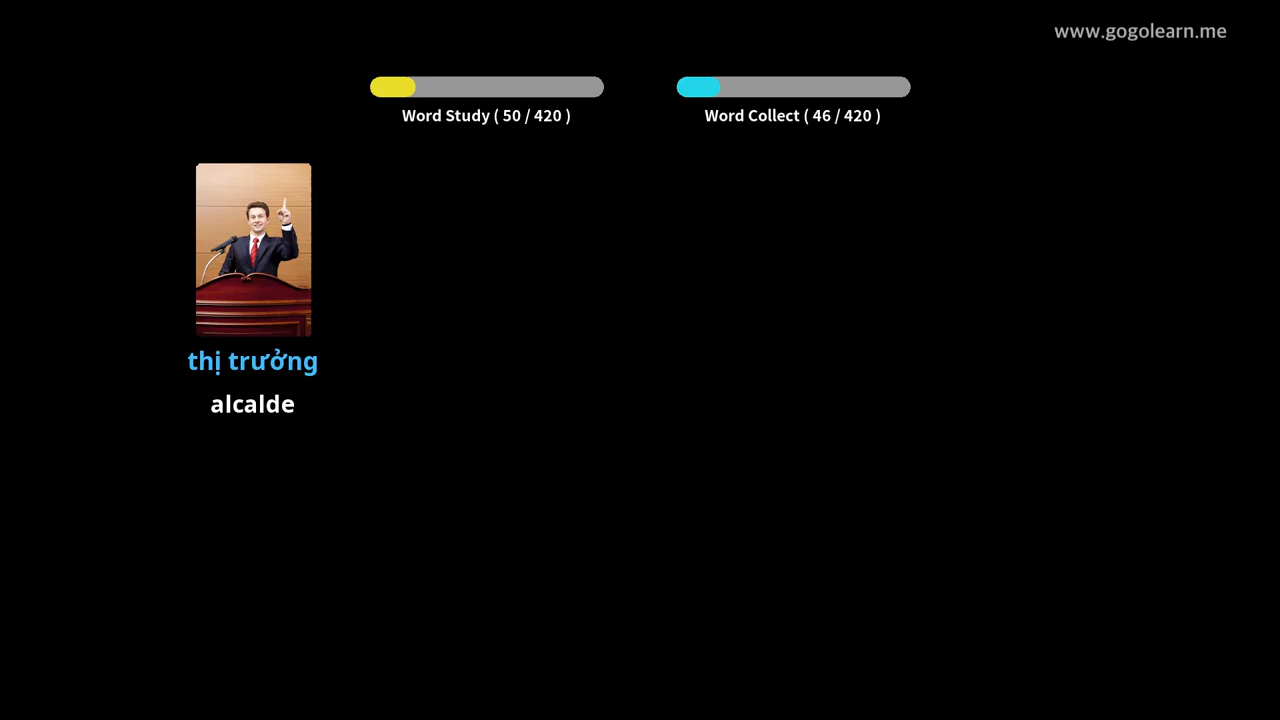 www.gogolearn.me
Word Study ( 50 / 420 )
Word Collect ( 46 / 420 )
thị trưởng
alcalde